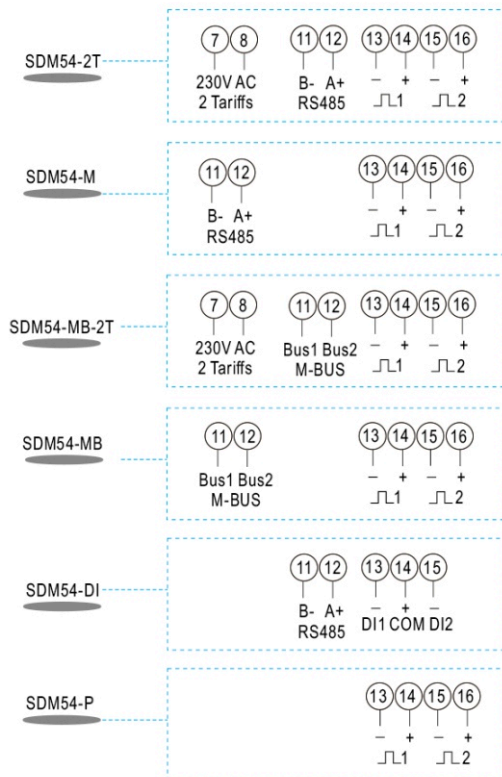 SDM54-2T
7 8 11 12 13 14 15 16
230V AC B- A+ − + − +
2 Tariffs RS485 1 2
SDM54-M
11 12 13 14 15 16
B- A+ − + − +
RS485 1 2
SDM54-MB-2T
7 8 11 12 13 14 15 16
230V AC Bus1 Bus2 − + − +
2 Tariffs M-BUS 1 2
SDM54-MB
11 12 13 14 15 16
Bus1 Bus2 − + − +
M-BUS 1 2
SDM54-DI
11 12 13 14 15
B- A+ − + −
RS485 DI1 COM DI2
SDM54-P
13 14 15 16
− + − +
1 2